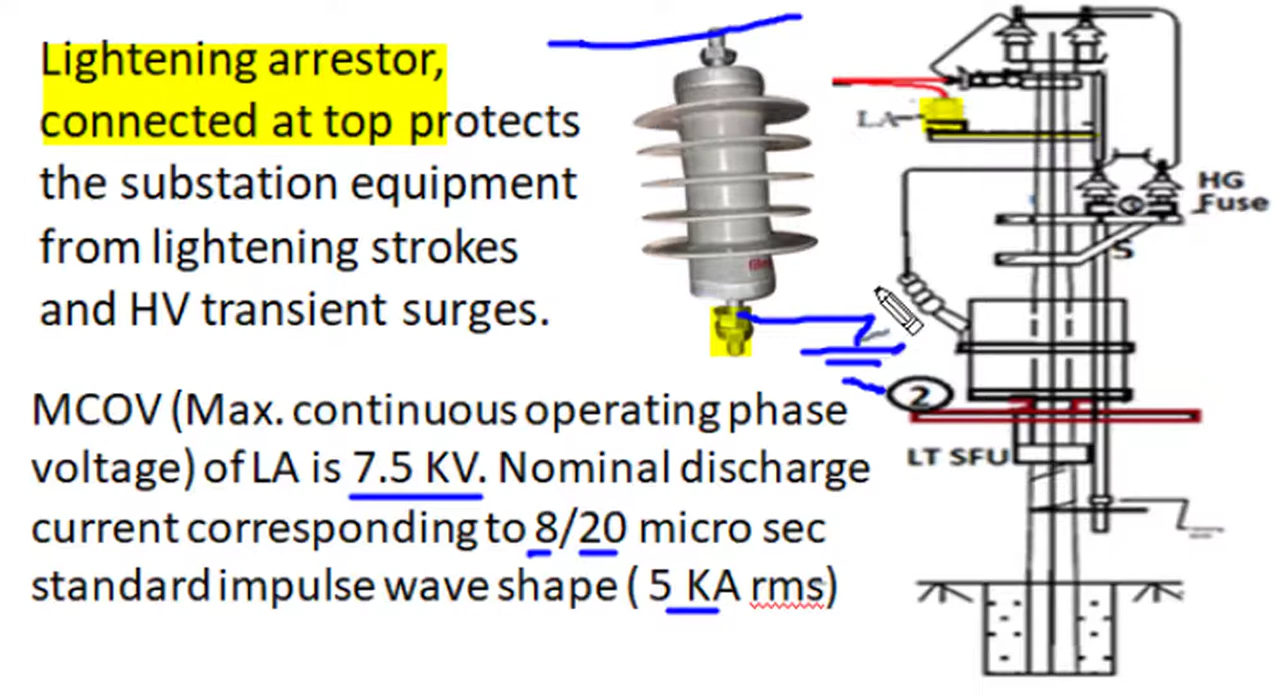 Lightening arrestor,
connected at top protects
the substation equipment
from lightening strokes
and HV transient surges.
MCOV (Max. continuous operating phase
voltage) of LA is 7.5 KV. Nominal discharge
current corresponding to 8/20 micro sec
standard impulse wave shape ( 5 KA rms)
LA
HG
Fuse
S
2
LT SFU